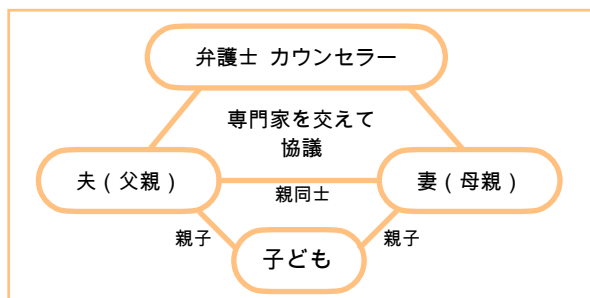 弁護士 カウンセラー
専門家を交えて
協議
夫(父親)
妻(母親)
親同士
親子
親子
子ども